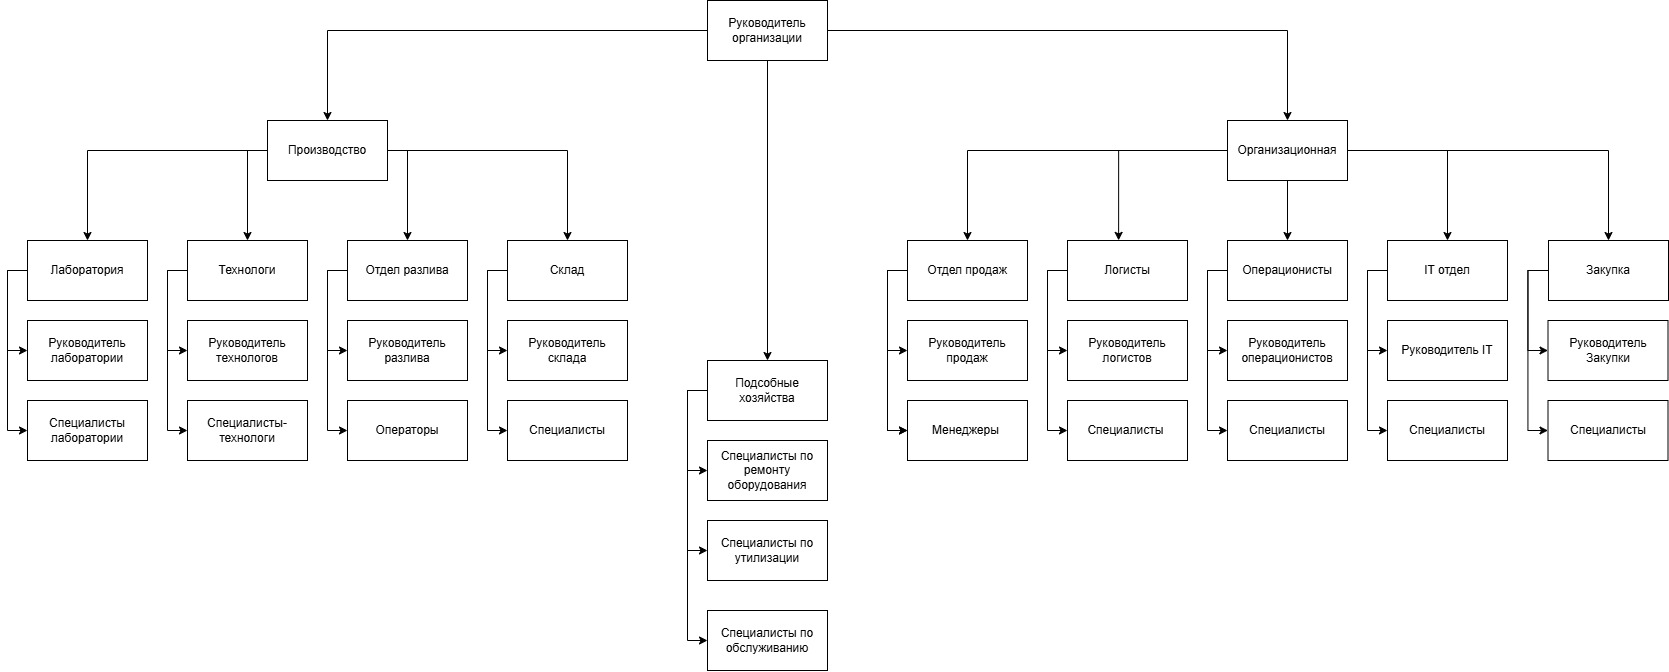 Руководитель
организации
Производство
Организационная
Лаборатория
Технологи
Отдел разлива
Склад
Отдел продаж
Логисты
Операционисты
IT отдел
Закупка
Руководитель
лаборатории
Руководитель
технологов
Руководитель
разлива
Руководитель
склада
Руководитель
продаж
Руководитель
логистов
Руководитель
операционистов
Руководитель IT
Руководитель
Закупки
Подсобные
хозяйства
Специалисты
лаборатории
Специалисты-
технологи
Операторы
Специалисты
Менеджеры
Специалисты
Специалисты
Специалисты
Специалисты
Специалисты по
ремонту
оборудования
Специалисты по
утилизации
Специалисты по
обслуживанию